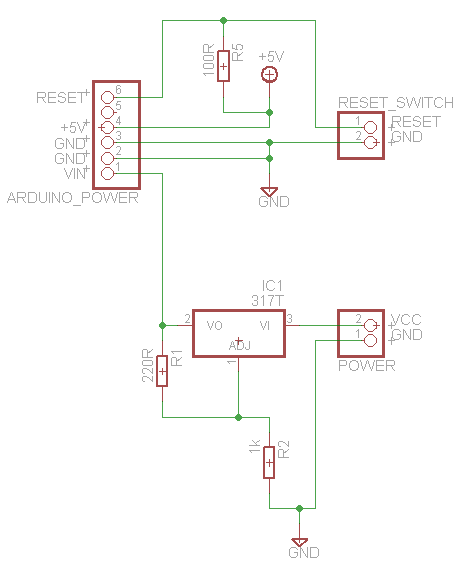 100R
R5
+5V
RESET
6
5
+5V
4
GND
3
GND
2
VIN
1
ARDUINO_POWER
RESET_SWITCH
1
RESET
2
GND
GND
IC1
317T
2
VO
VI
3
ADJ
1
VCC
2
GND
1
POWER
220R
R1
1k
R2
GND